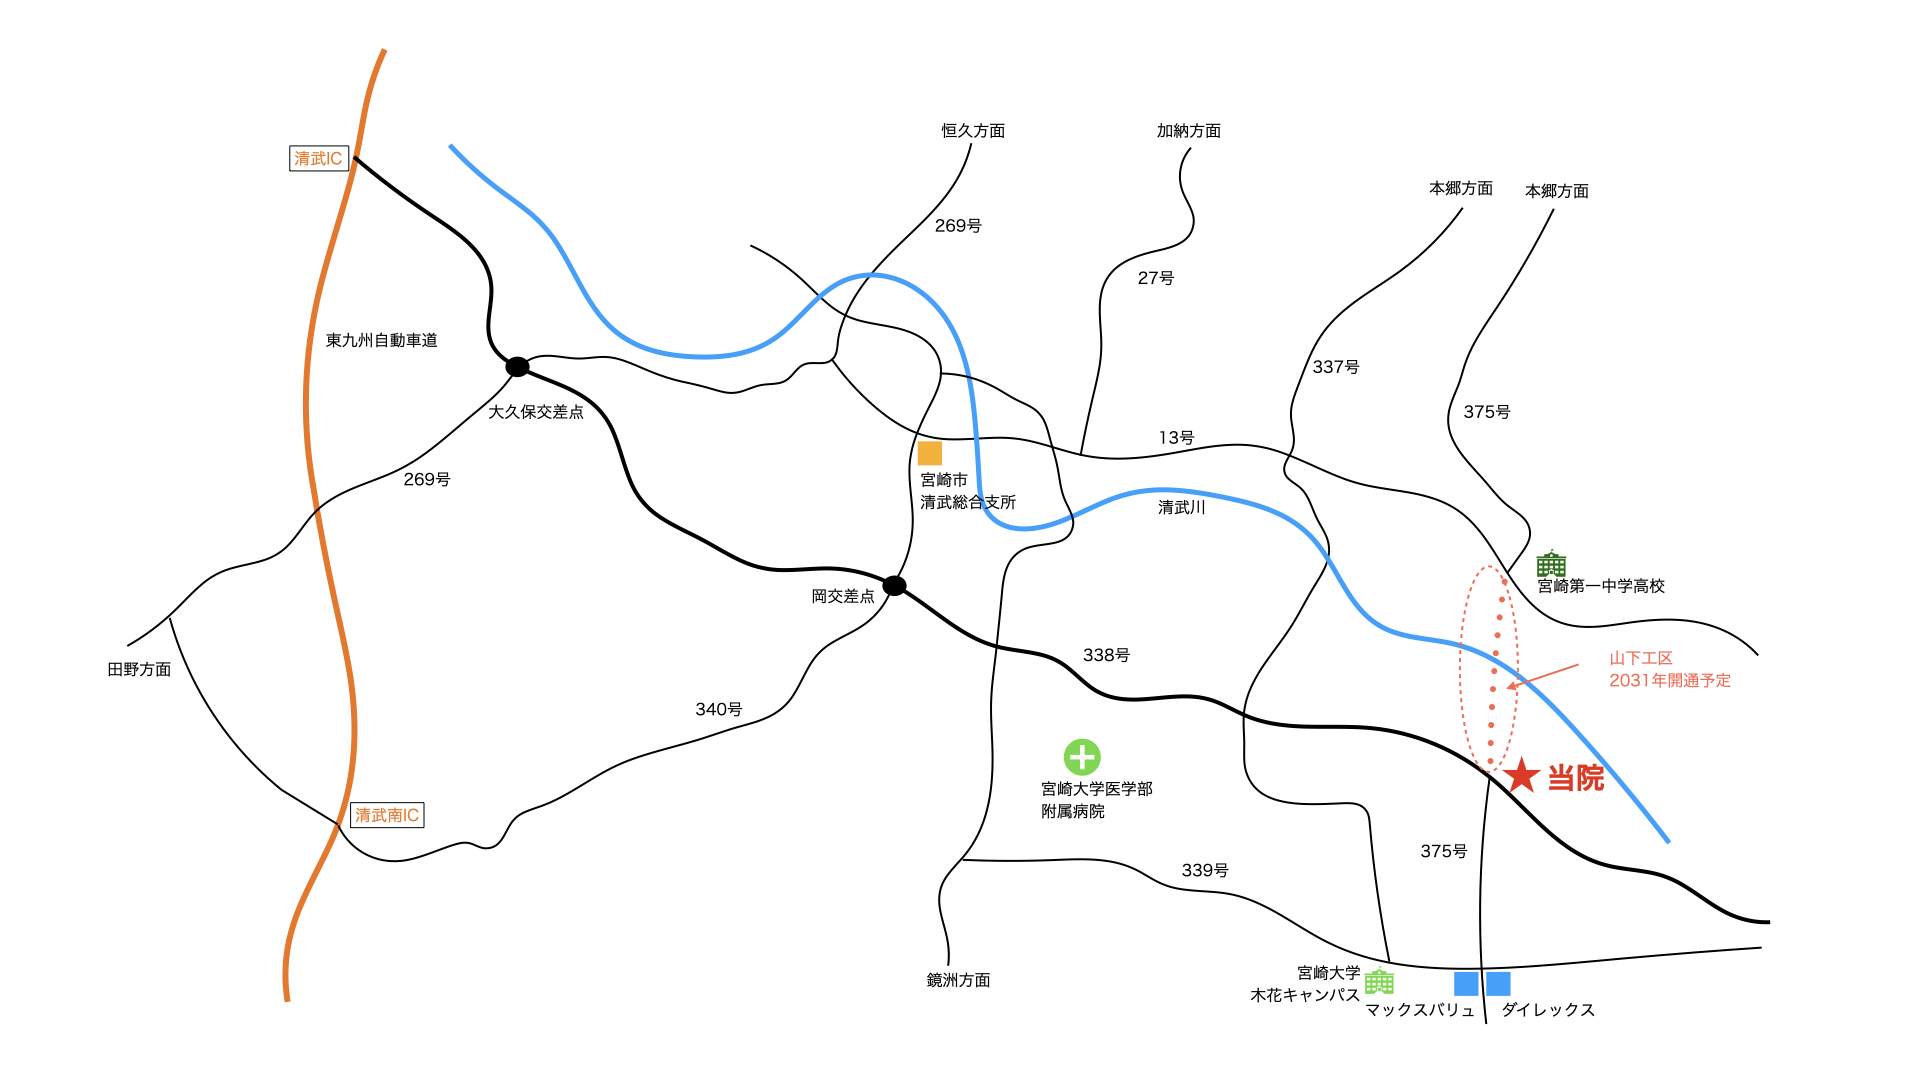 恒久方面
加納方面
清武IC
本郷方面
本郷方面
269号
27号
東九州自動車道
337号
大久保交差点
375号
13号
269号
宮崎市
清武総合支所
清武川
岡交差点
宮崎第一中学高校
田野方面
338号
山下工区
2031年開通予定
340号
当院
宮崎大学医学部
附属病院
清武南IC
375号
339号
鏡洲方面
宮崎大学
木花キャンパス
マックスバリュ
ダイレックス